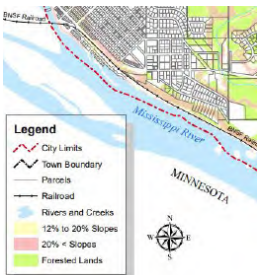 BNSF Railroad
Mississippi River
BNSF Railroad
MINNESOTA
N
W E
S
Legend
City Limits
Town Boundary
Parcels
Railroad
Rivers and Creeks
12% to 20% Slopes
20% < Slopes
Forested Lands